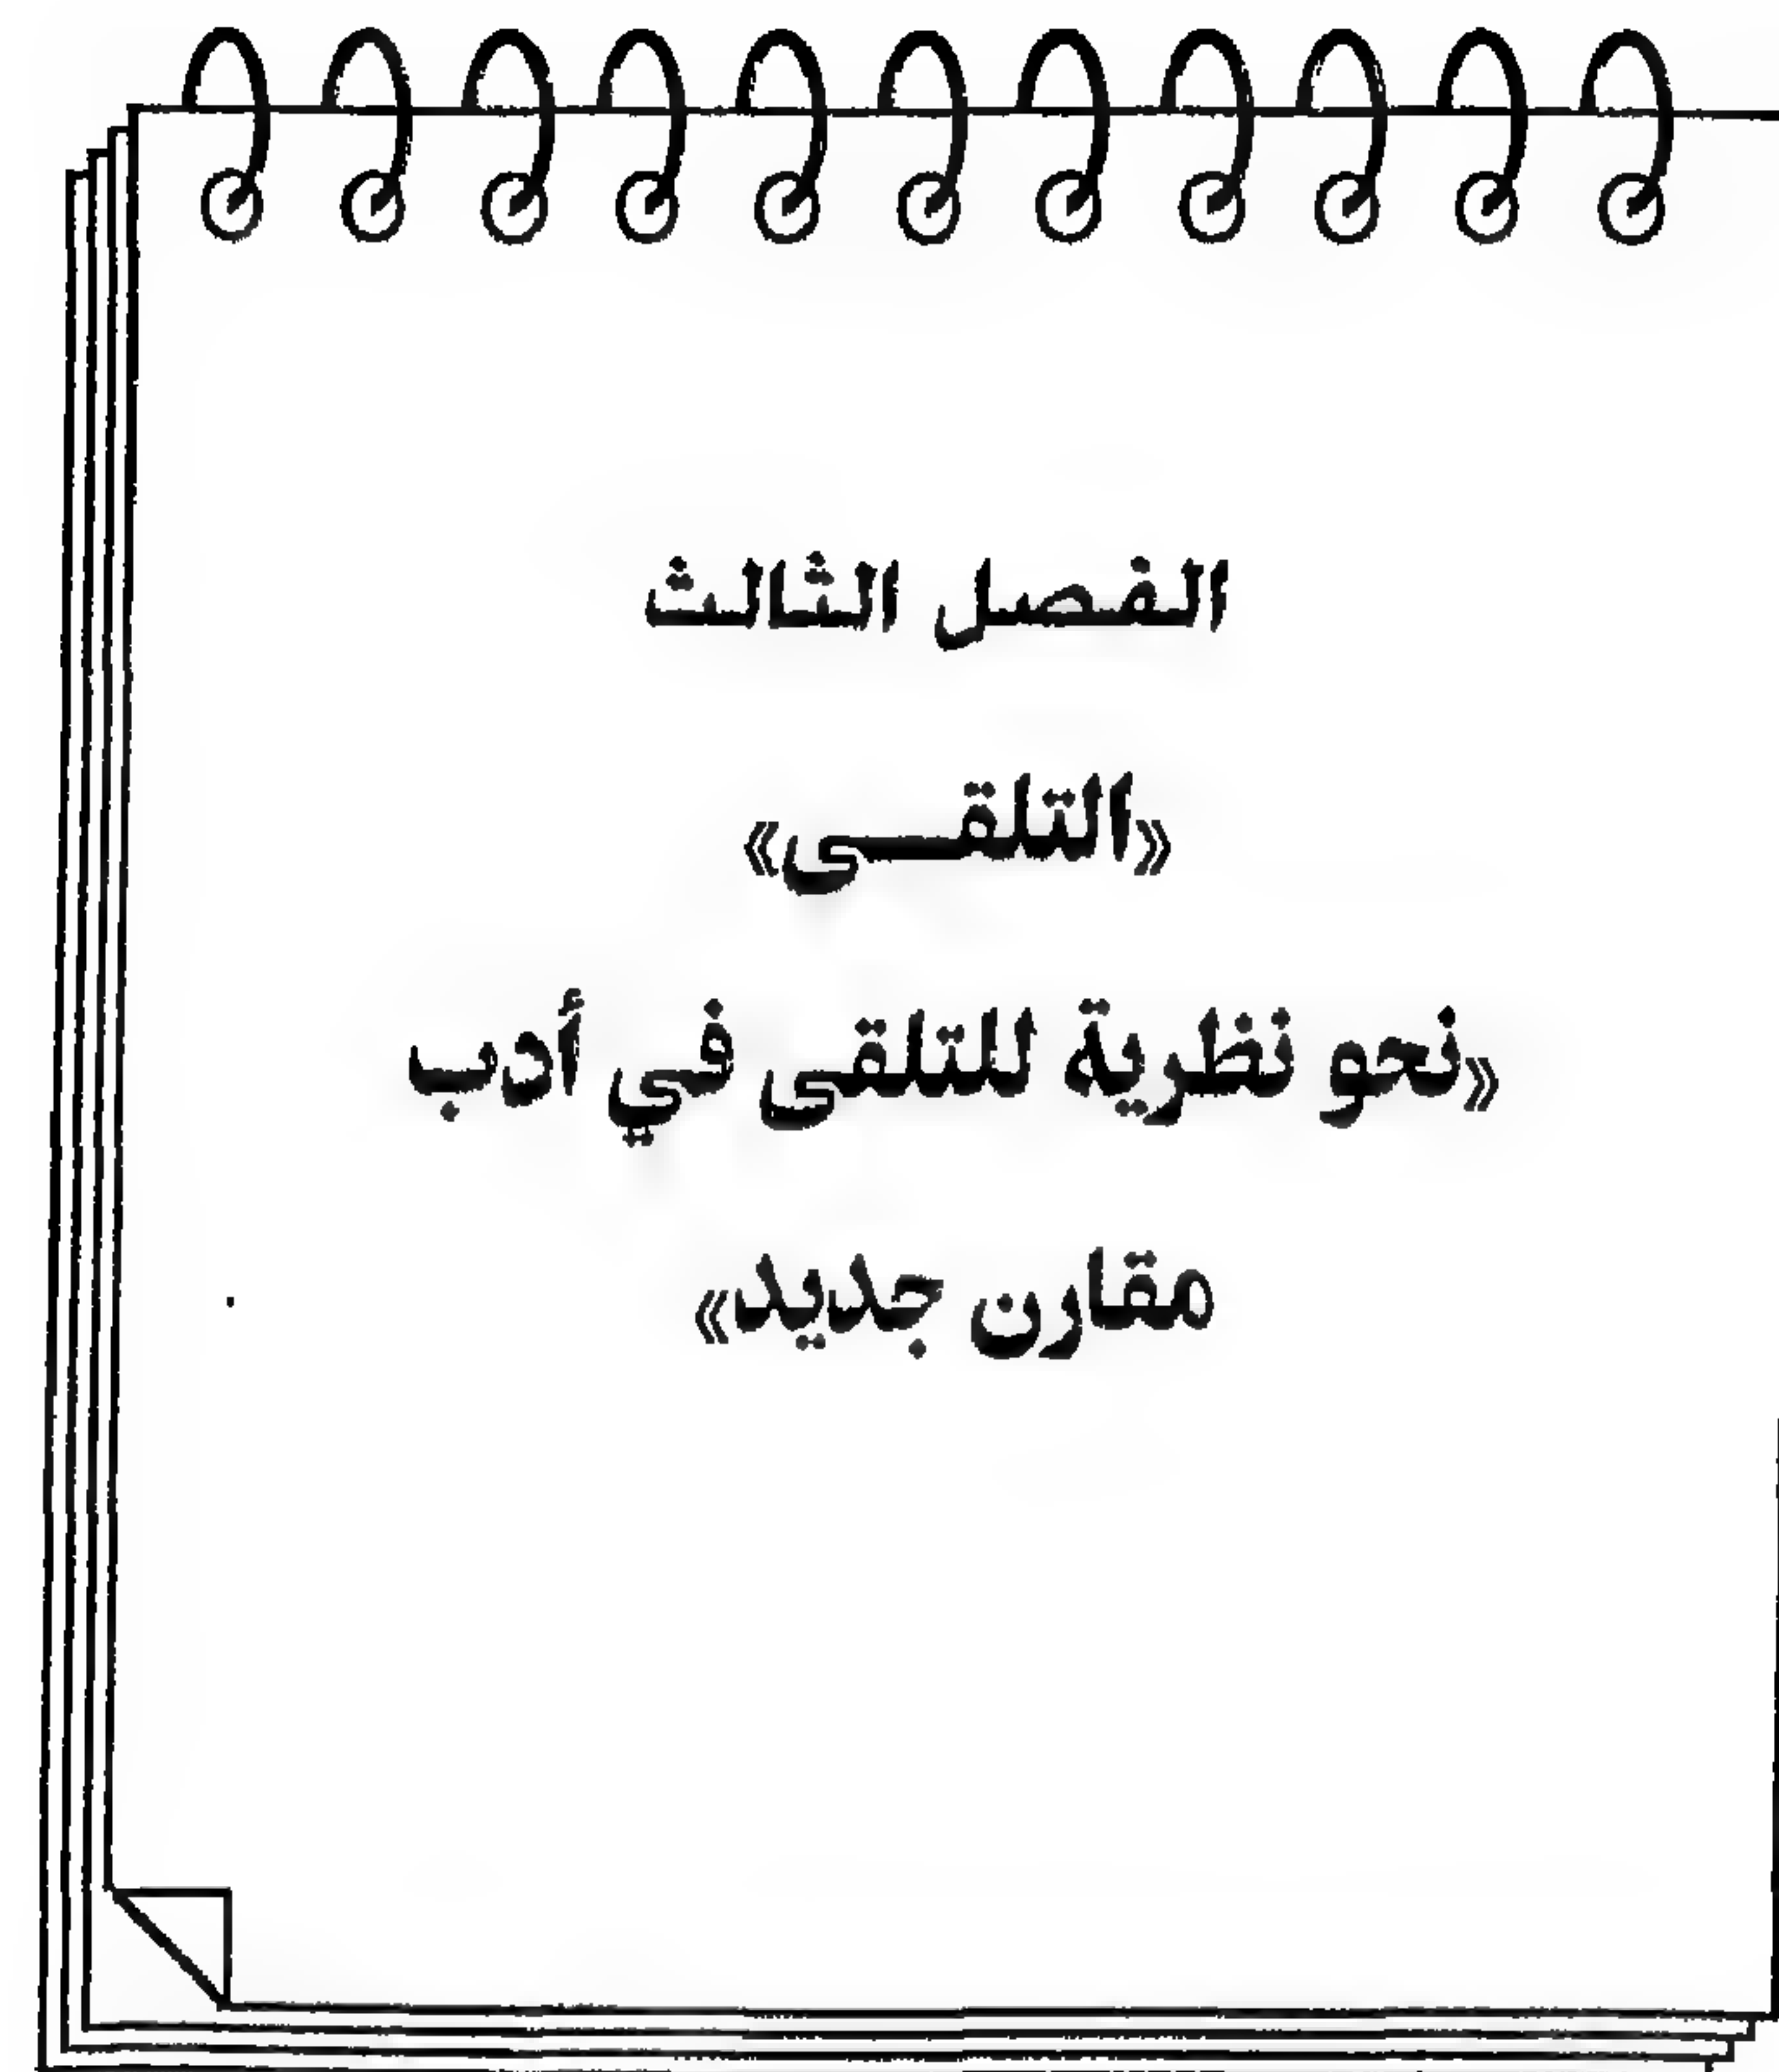 الفصل الثالث
«التلقـــى»
«نحو نظرية للتلقى في أدب
مقارن جديد»